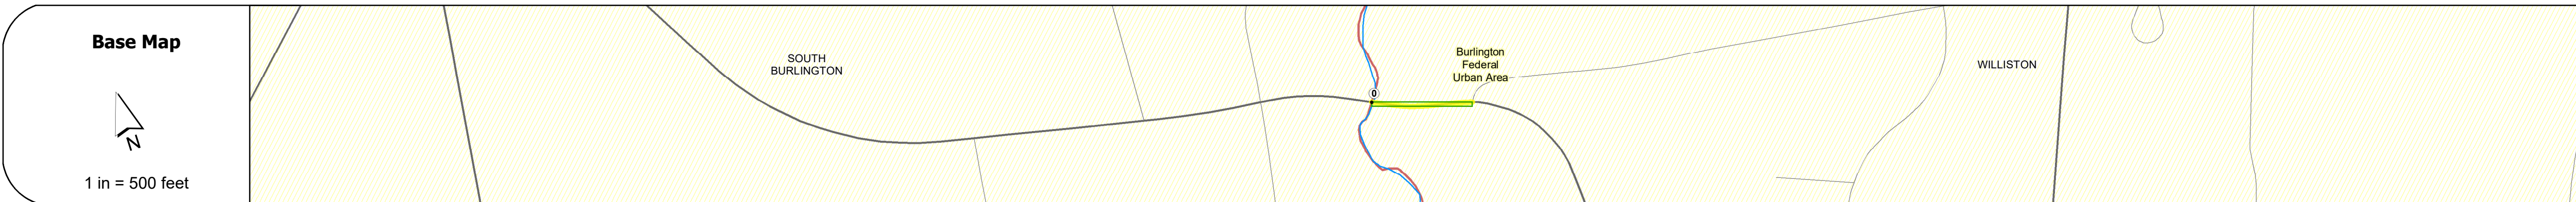 Base Map
N
1 in = 500 feet
SOUTH
BURLINGTON
0
Burlington
Federal
Urban Area
WILLISTON